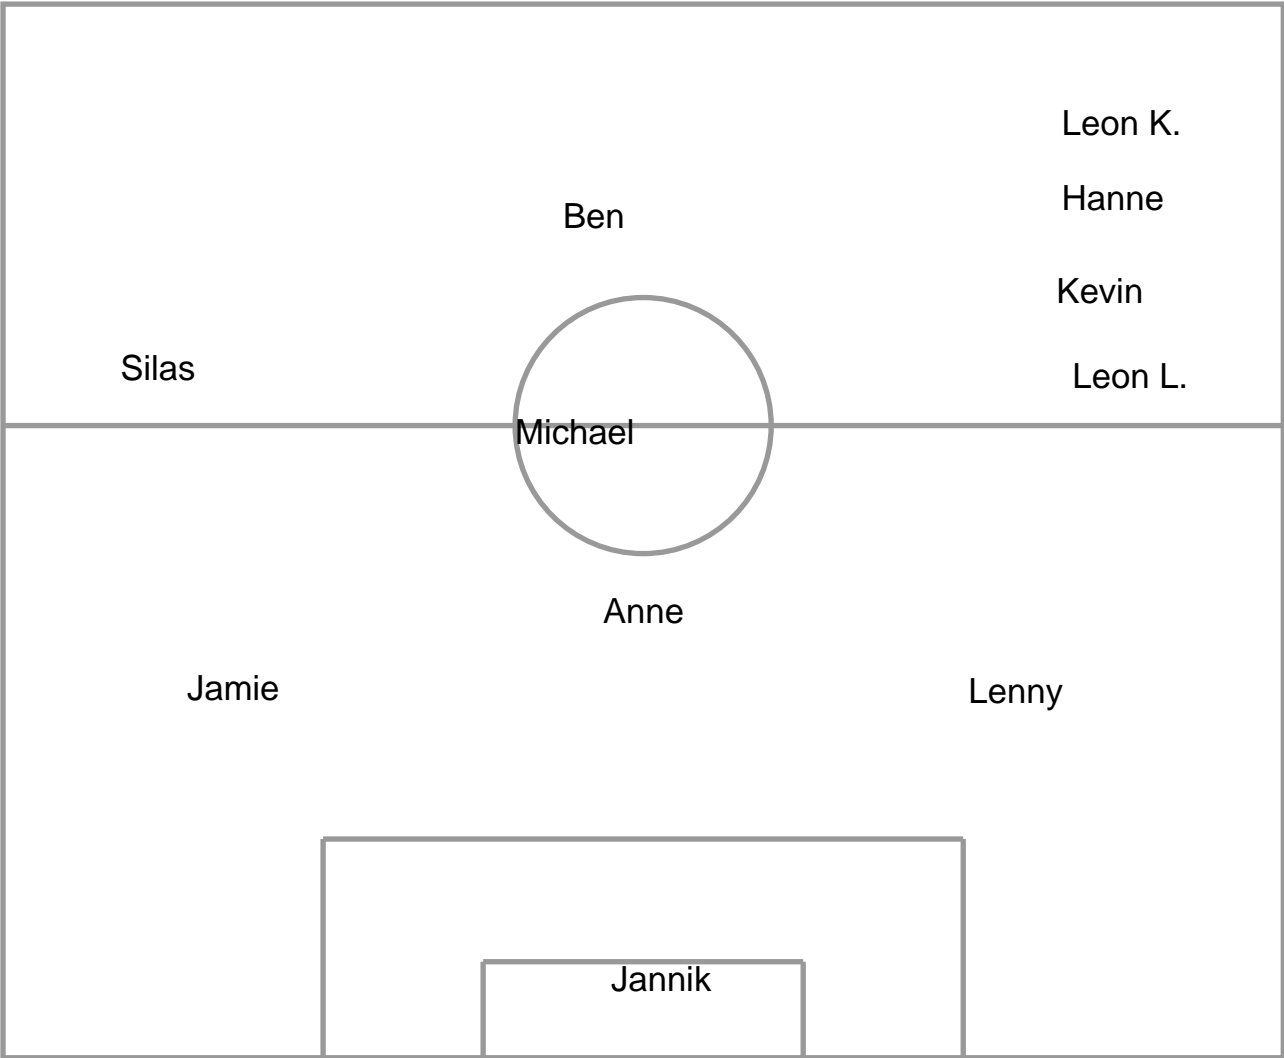 Leon K.
Hanne
Ben
Kevin
Silas
Leon L.
Michael
Anne
Jamie
Lenny
Jannik